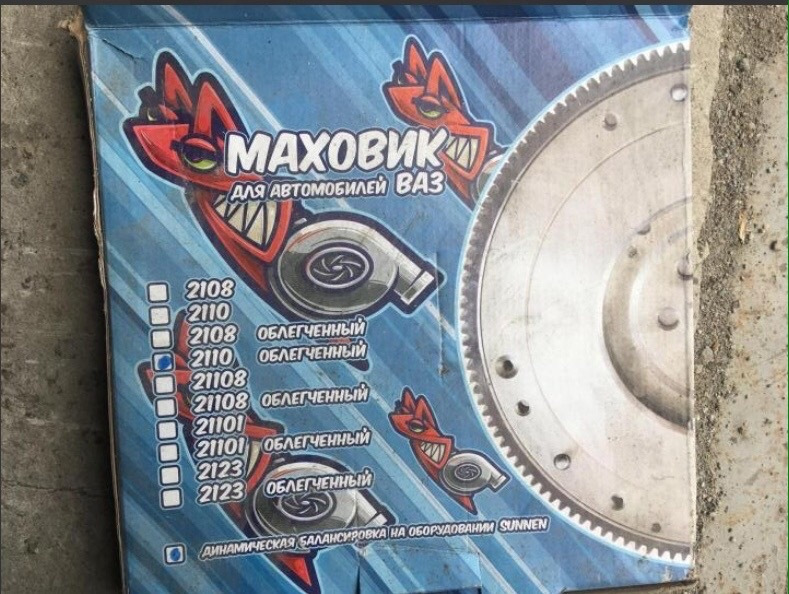 МАХОВИК
ДЛЯ АВТОМОБИЛЕЙ ВАЗ
2108
2110
2108 ОБЛЕГЧЕННЫЙ
2110 ОБЛЕГЧЕННЫЙ
21108
21108 ОБЛЕГЧЕННЫЙ
21101
21101 ОБЛЕГЧЕННЫЙ
2123
2123 ОБЛЕГЧЕННЫЙ
ДИНАМИЧЕСКАЯ БАЛАНСИРОВКА НА ОБОРУДОВАНИИ SUNNEN